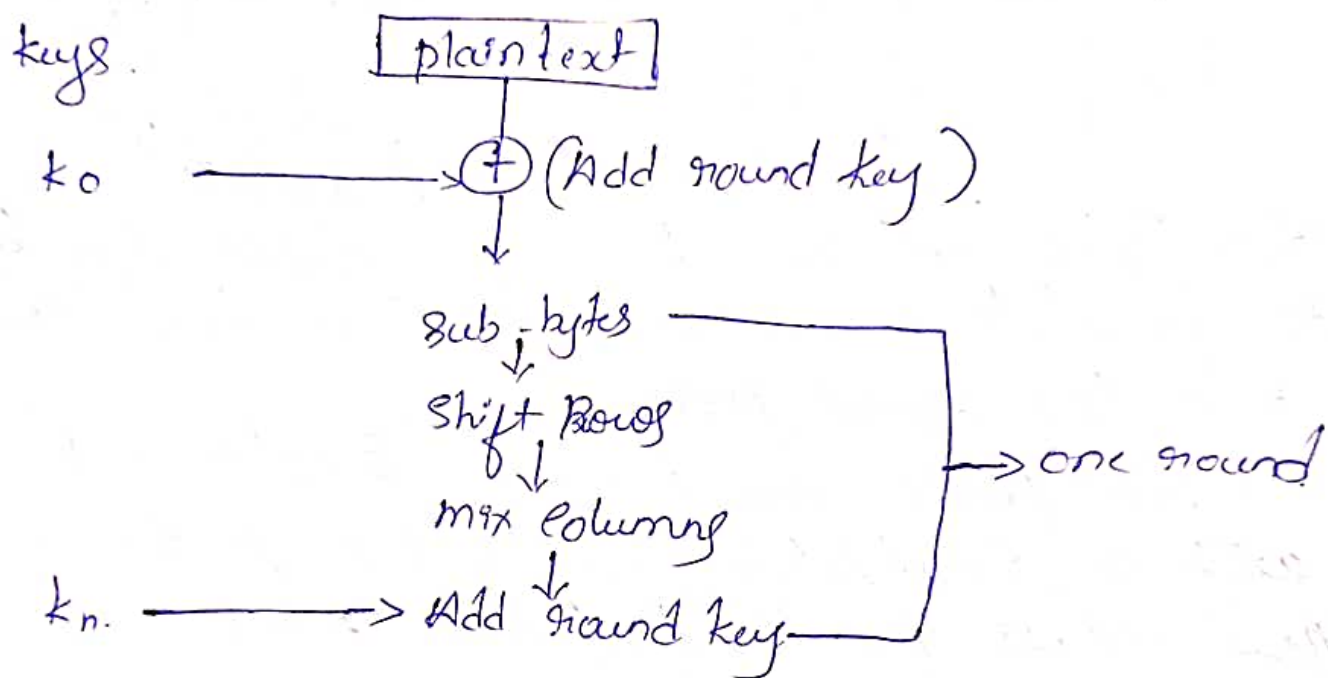 keys.
plaintext
k0 + (Add round key)
sub-bytes
Shift Rows
mix columns
one round
kn. Add round key